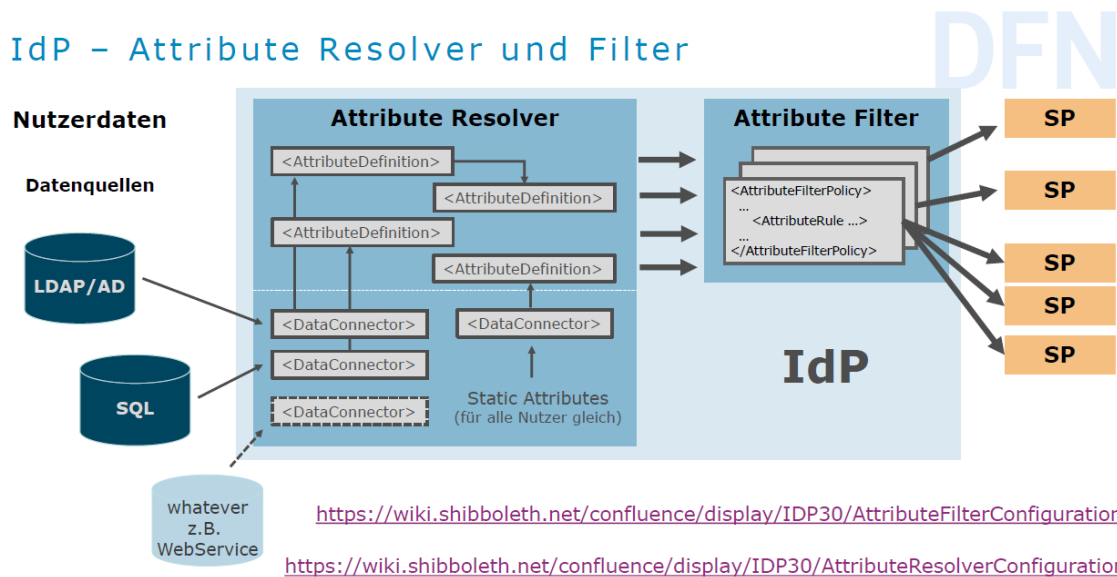 DFN
IdP – Attribute Resolver und Filter
Nutzerdaten
Datenquellen
LDAP/AD
SQL
whatever
z.B.
WebService
Attribute Resolver
<AttributeDefinition>
<AttributeDefinition>
<AttributeDefinition>
<AttributeDefinition>
<DataConnector>
<DataConnector>
<DataConnector>
<DataConnector>
Static Attributes
(für alle Nutzer gleich)
Attribute Filter
<AttributeFilterPolicy>
...
<AttributeRule ...>
...
</AttributeFilterPolicy>
IdP
SP
SP
SP
SP
SP
https://wiki.shibboleth.net/confluence/display/IDP30/AttributeFilterConfiguration
https://wiki.shibboleth.net/confluence/display/IDP30/AttributeResolverConfiguratio